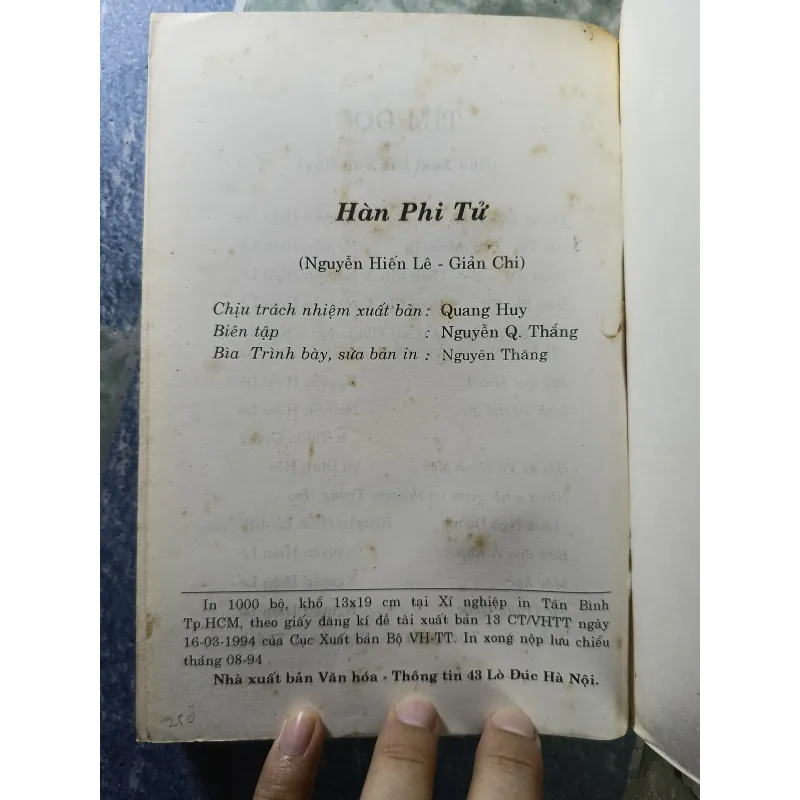 Hàn Phi Tử
(Nguyễn Hiến Lê - Giản Chi)
Chịu trách nhiệm xuất bản : Quang Huy
Biên tập : Nguyễn Q. Thắng
Bìa Trình bày, sửa bản in : Nguyên Thăng
In 1000 bộ, khổ 13x19 cm tại Xí nghiệp in Tân Bình
Tp.HCM, theo giấy đăng kí đề tài xuất bản 13 CT/VHTT ngày
16-03-1994 của Cục Xuất bản Bộ VH-TT. In xong nộp lưu chiểu
tháng 08-94 .
Nhà xuất bản Văn hóa - Thông tin 43 Lò Đúc Hà Nội.
250